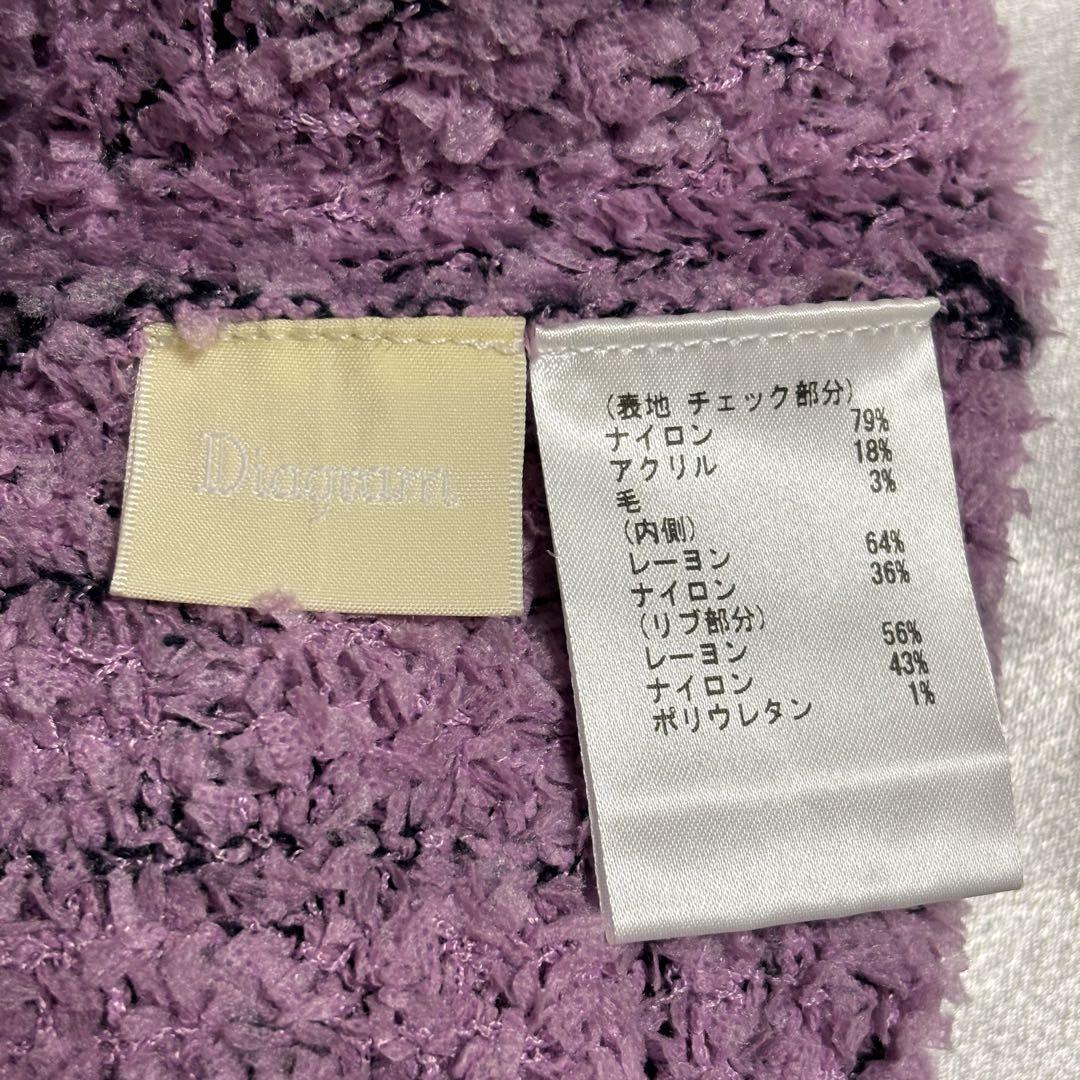 Diagram
(表地 チェック部分)
ナイロン 79%
アクリル 18%
毛 3%
(内側)
レーヨン 64%
ナイロン 36%
(リブ部分)
レーヨン 56%
ナイロン 43%
ポリウレタン 1%